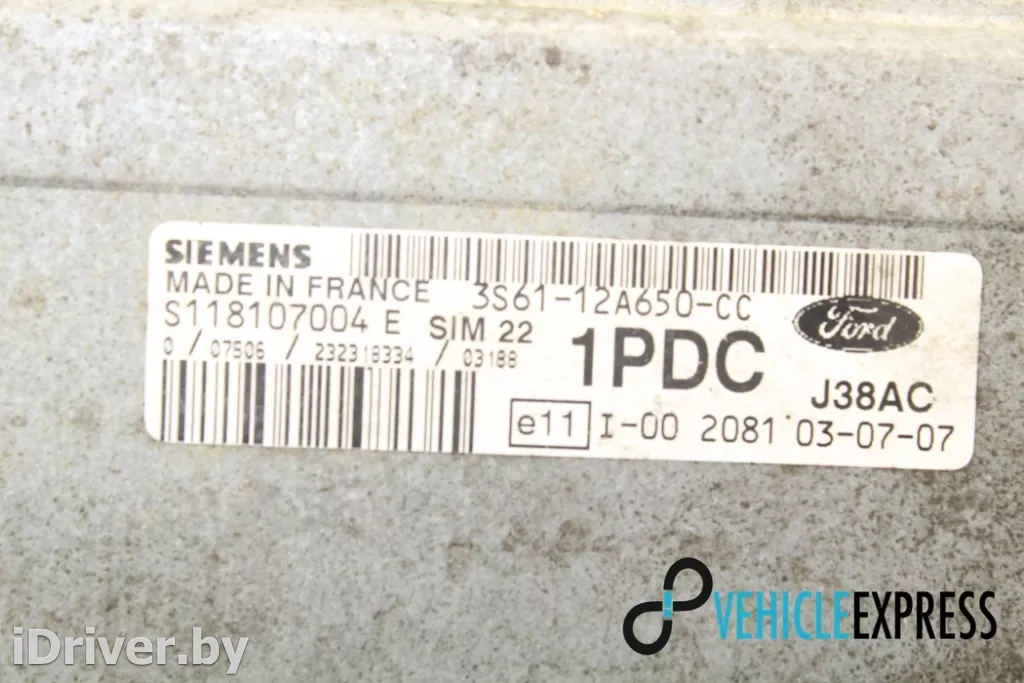 SIEMENS
MADE IN FRANCE 3S61-12A650-CC
S118107004 E SIM 22
0 / 07506 / 232318334 / 03188
1PDC
Ford
J38AC
e11 I-00 2081 03-07-07
VEHICLEEXPRESS
iDriver.by